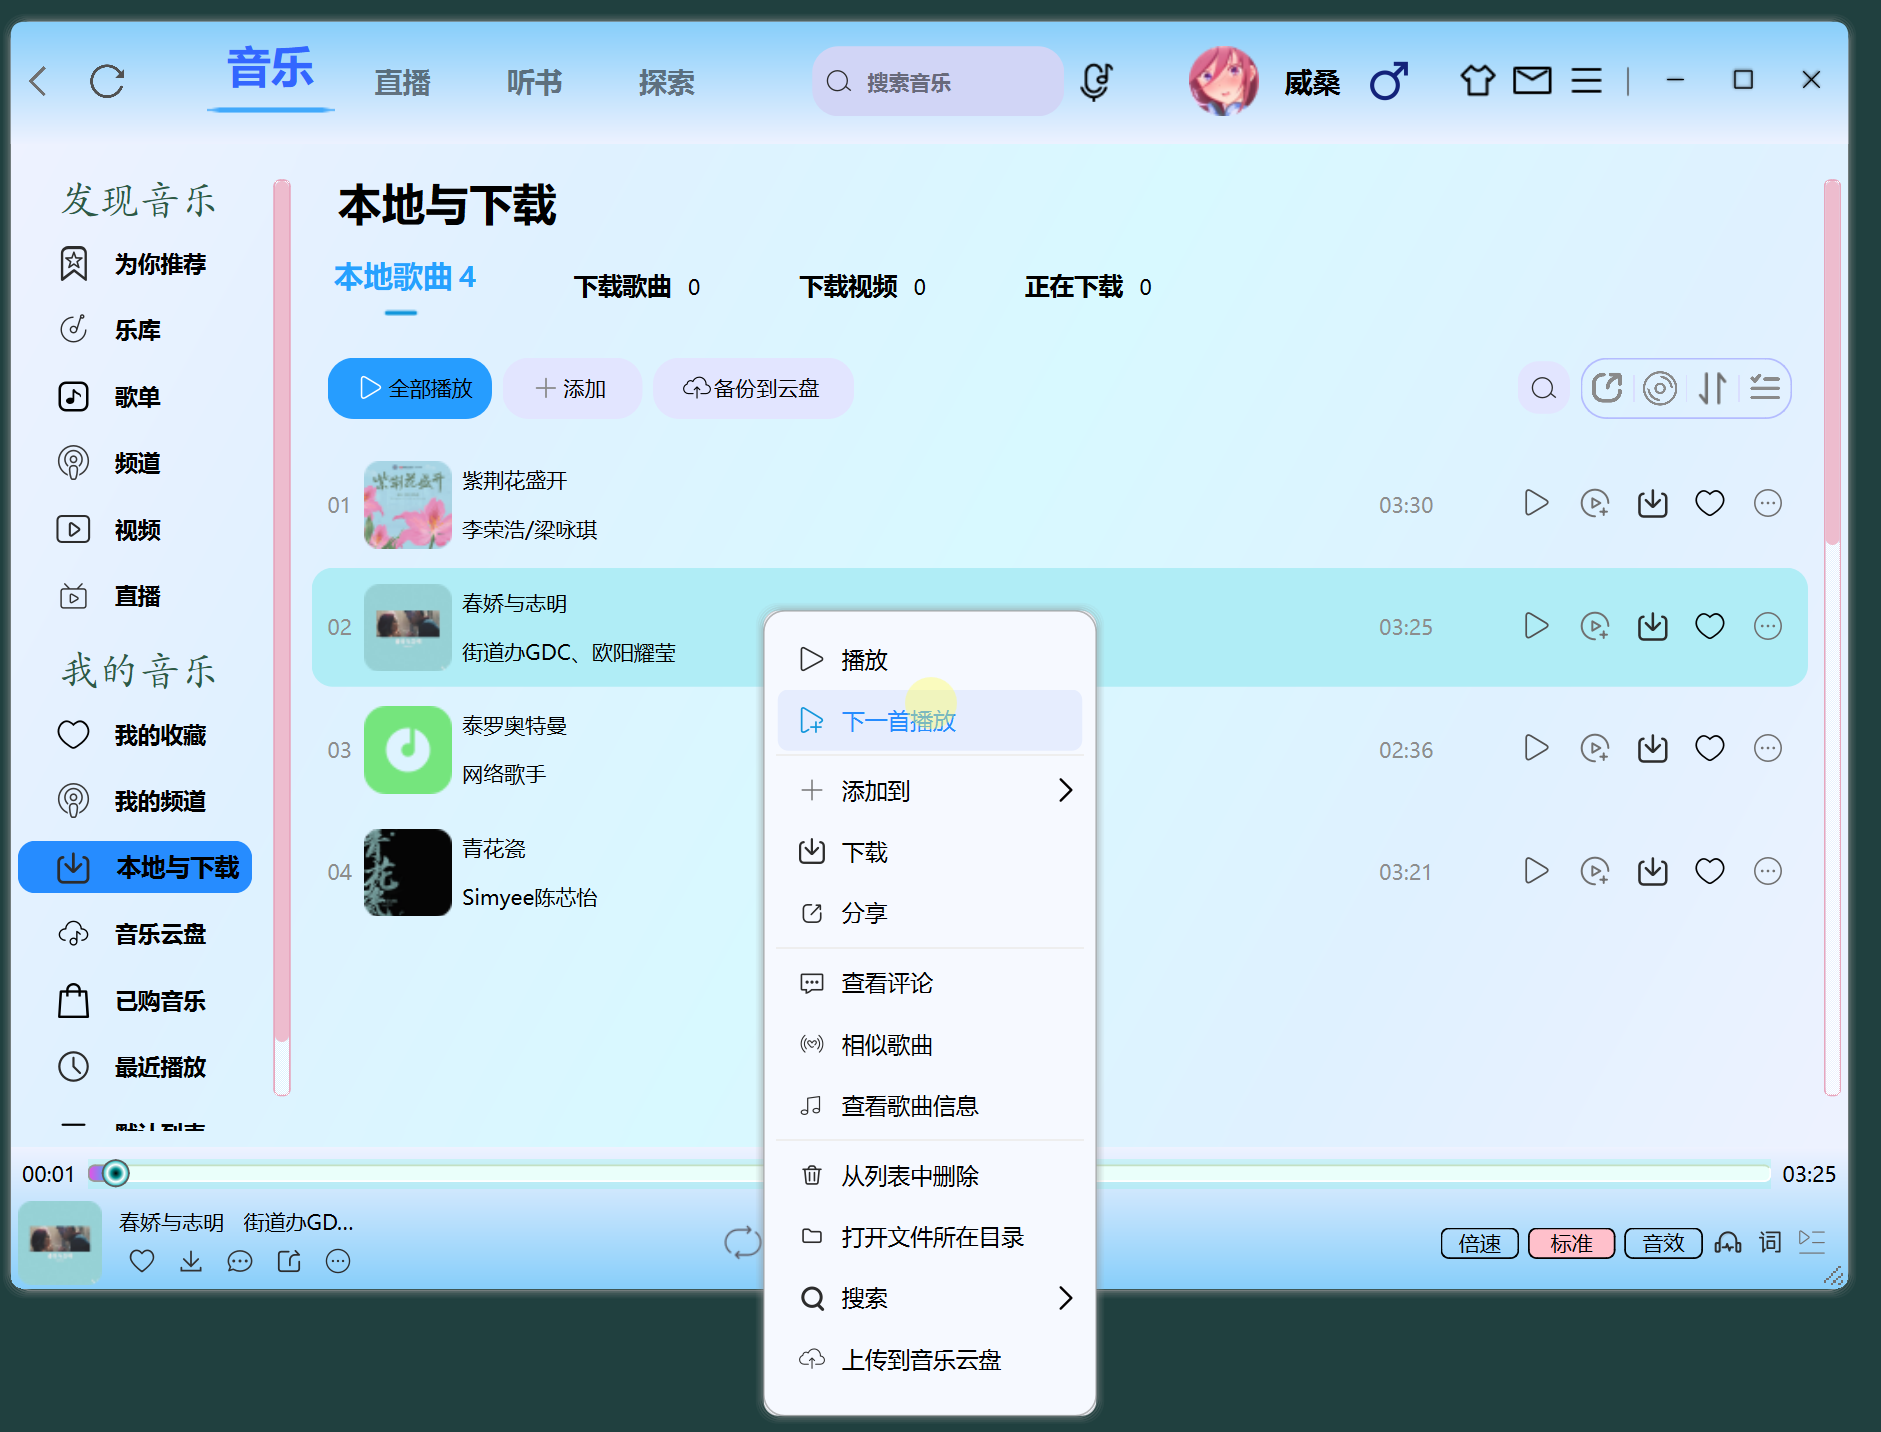 音乐
直播
听书
探索
搜索音乐
威桑
发现音乐
为你推荐
乐库
歌单
频道
视频
直播
我的音乐
我的收藏
我的频道
本地与下载
音乐云盘
已购音乐
最近播放
默认列表
本地与下载
本地歌曲 4
下载歌曲 0
下载视频 0
正在下载 0
全部播放
添加
备份到云盘
01
紫荆花盛开
紫荆花盛开
李荣浩/梁咏琪
03:30
02
春娇与志明
街道办GDC、欧阳耀莹
03:25
03
泰罗奥特曼
网络歌手
02:36
04
青花瓷
青花瓷
Simyee陈芯怡
03:21
播放
下一首播放
添加到
下载
分享
查看评论
相似歌曲
查看歌曲信息
从列表中删除
打开文件所在目录
搜索
上传到音乐云盘
00:01
03:25
春娇与志明 街道办GD...
倍速
标准
音效
词